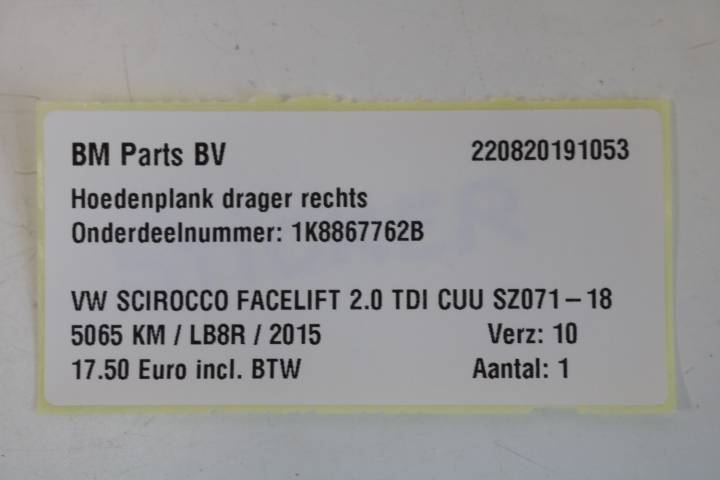 BM Parts BV 220820191053
Hoedenplank drager rechts
Onderdeelnummer: 1K8867762B
VW SCIROCCO FACELIFT 2.0 TDI CUU SZ071-18
5065 KM / LB8R / 2015 Verz: 10
17.50 Euro incl. BTW Aantal: 1